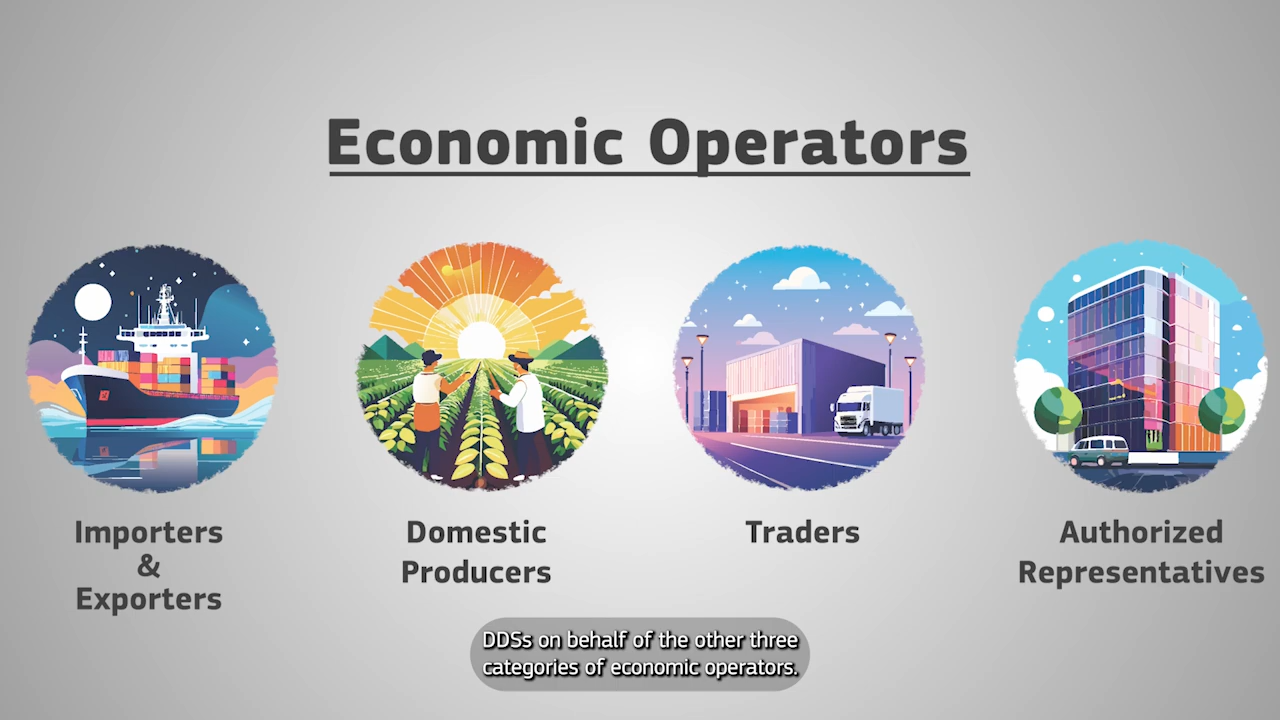 Economic Operators
Importers
&
Exporters
Domestic
Producers
Traders
Authorized
Representatives
DDSs on behalf of the other three
categories of economic operators.